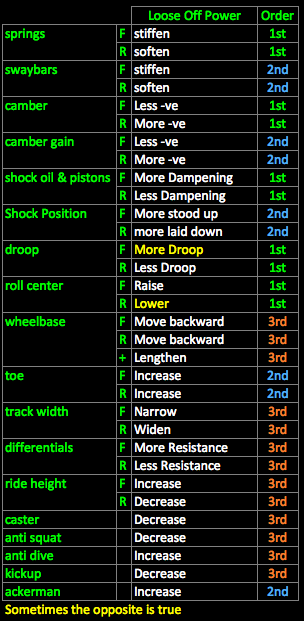 Loose Off Power Order
springs F stiffen 1st
R soften 1st
swaybars F stiffen 2nd
R soften 2nd
camber F Less -ve 1st
R More -ve 1st
camber gain F Less -ve 2nd
R More -ve 2nd
shock oil & pistons F More Dampening 1st
R Less Dampening 1st
Shock Position F More stood up 2nd
R more laid down 2nd
droop F More Droop 1st
R Less Droop 1st
roll center F Raise 1st
R Lower 1st
wheelbase F Move backward 3rd
R Move backward 3rd
+ Lengthen 3rd
toe F Increase 2nd
R Increase 2nd
track width F Narrow 3rd
R Widen 3rd
differentials F More Resistance 3rd
R Less Resistance 3rd
ride height F Increase 3rd
R Decrease 3rd
caster Decrease 3rd
anti squat Decrease 3rd
anti dive Increase 3rd
kickup Decrease 3rd
ackerman Increase 2nd
Sometimes the opposite is true